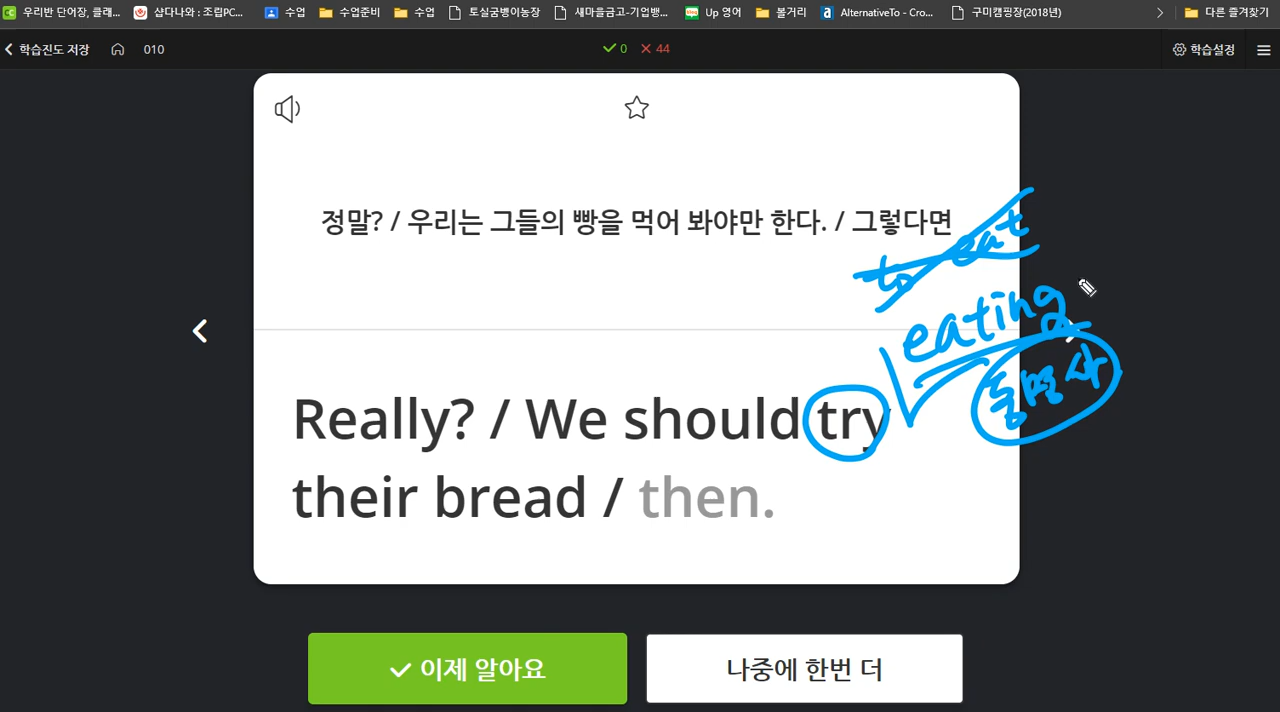 우리반 단어장, 클래...
샵다나와 : 조립PC...
수업
수업준비
수업
토실굼벵이농장
새마을금고-기업뱅...
Up 영어
볼거리
AlternativeTo - Cro...
구미캠핑장(2018년)
다른 즐겨찾기
학습진도 저장
010
0
44
학습설정
정말? / 우리는 그들의 빵을 먹어 봐야만 한다. / 그렇다면
to eat
eating
동명사
Really? / We should try
their bread / then.
이제 알아요
나중에 한번 더